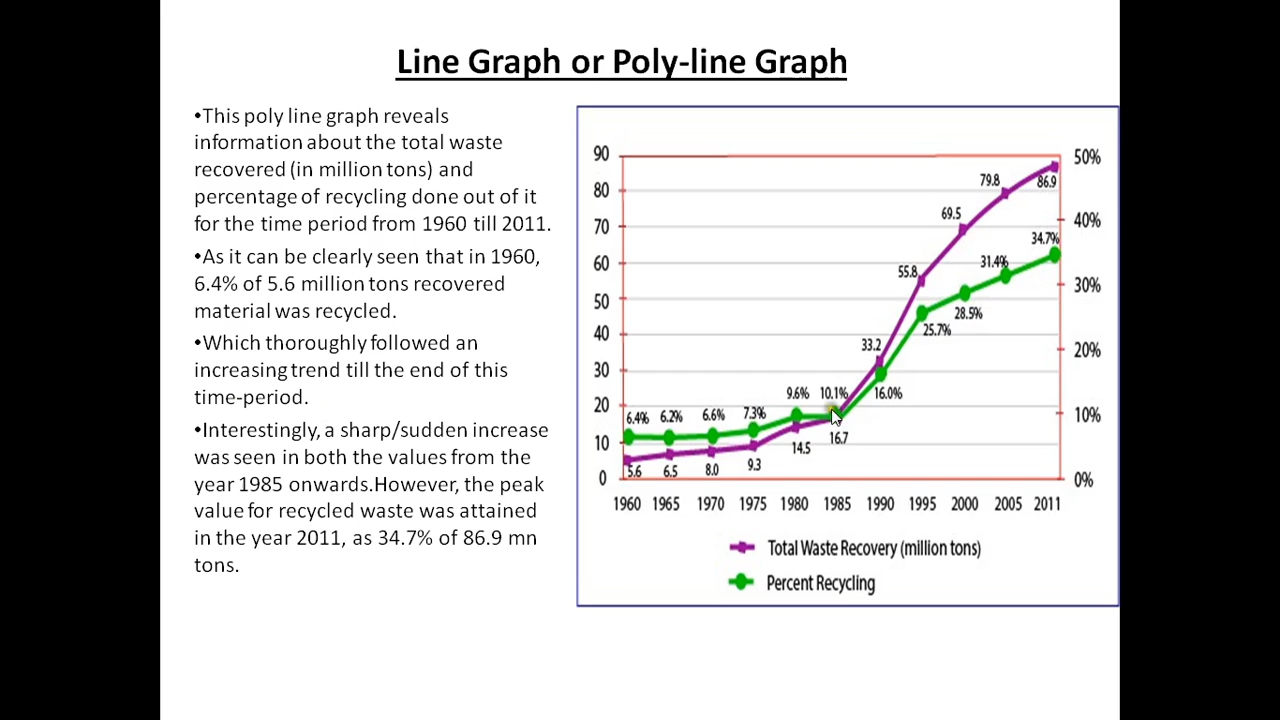 Line Graph or Poly-line Graph
•This poly line graph reveals
information about the total waste
recovered (in million tons) and
percentage of recycling done out of it
for the time period from 1960 till 2011.
•As it can be clearly seen that in 1960,
6.4% of 5.6 million tons recovered
material was recycled.
•Which thoroughly followed an
increasing trend till the end of this
time-period.
•Interestingly, a sharp/sudden increase
was seen in both the values from the
year 1985 onwards.However, the peak
value for recycled waste was attained
in the year 2011, as 34.7% of 86.9 mn
tons.
90 50%
79.8 86.9
80
69.5 40%
70
34.7%
60 55.8 31.4%
30%
50 28.5%
25.7%
40
33.2 20%
30
9.6% 10.1% 16.0%
20 6.4% 6.2% 6.6% 7.3% 10%
16.7
10 14.5
5.6 6.5 8.0 9.3
0 0%
1960 1965 1970 1975 1980 1985 1990 1995 2000 2005 2011
Total Waste Recovery (million tons)
Percent Recycling